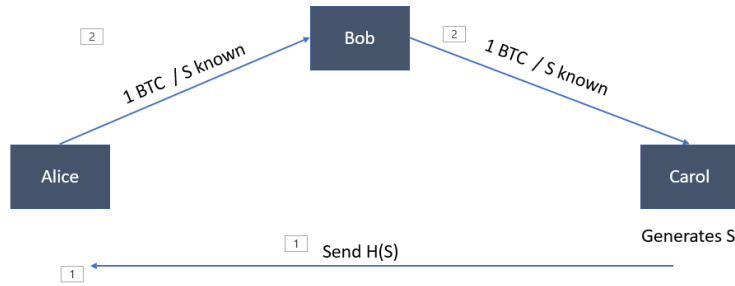 2
Bob
2
1 BTC / S known
1 BTC / S known
Alice
Carol
Generates S
1
Send H(S)
1